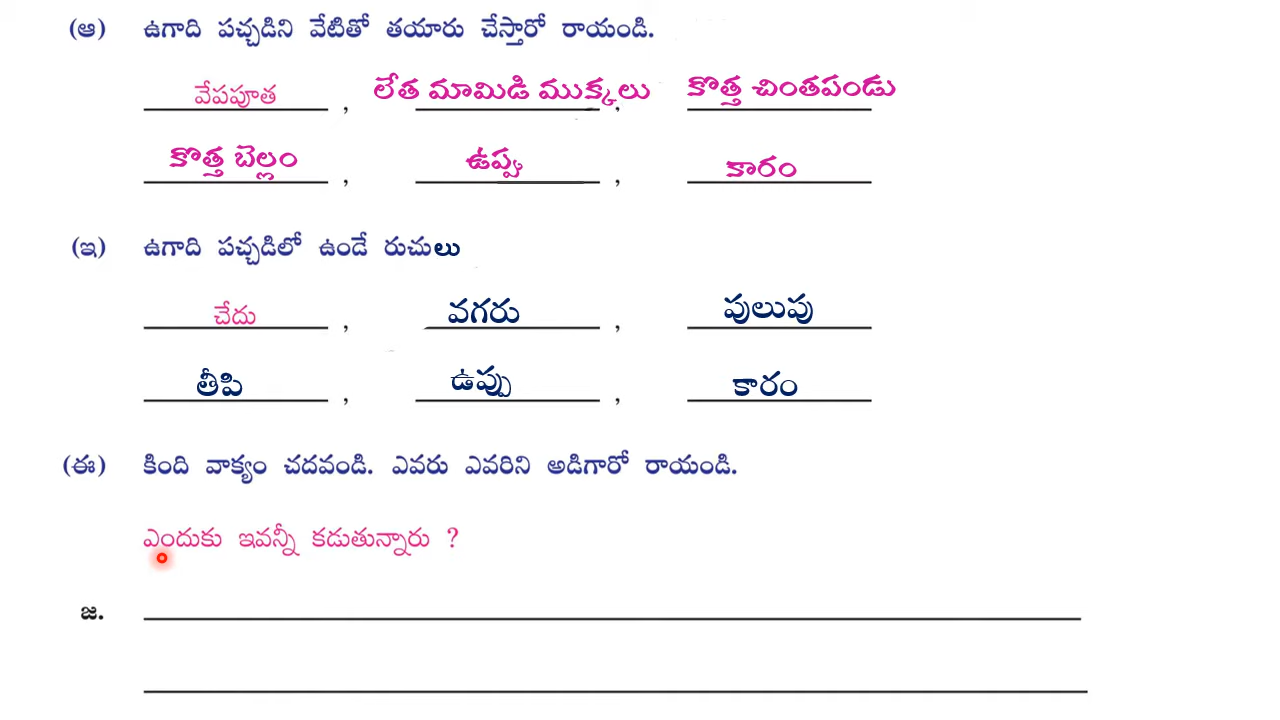 (ఆ) ఉగాది పచ్చడిని వేటితో తయారు చేస్తారో రాయండి.
వేపపూత , లేత మామిడి ముక్కలు , కొత్త చింతపండు
కొత్త బెల్లం , ఉప్పు , కారం
(ఇ) ఉగాది పచ్చడిలో ఉండే రుచులు
చేదు , వగరు , పులుపు
తీపి , ఉప్పు , కారం
(ఈ) కింది వాక్యం చదవండి. ఎవరు ఎవరిని అడిగారో రాయండి.
ఎందుకు ఇవన్నీ కడుతున్నారు ?
జ.